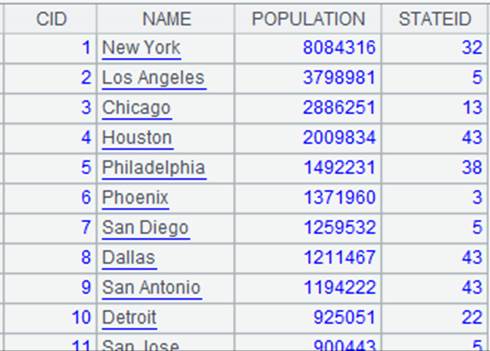 CID NAME POPULATION STATEID
1 New York 8084316 32
2 Los Angeles 3798981 5
3 Chicago 2886251 13
4 Houston 2009834 43
5 Philadelphia 1492231 38
6 Phoenix 1371960 3
7 San Diego 1259532 5
8 Dallas 1211467 43
9 San Antonio 1194222 43
10 Detroit 925051 22
11 San Jose 900443 5